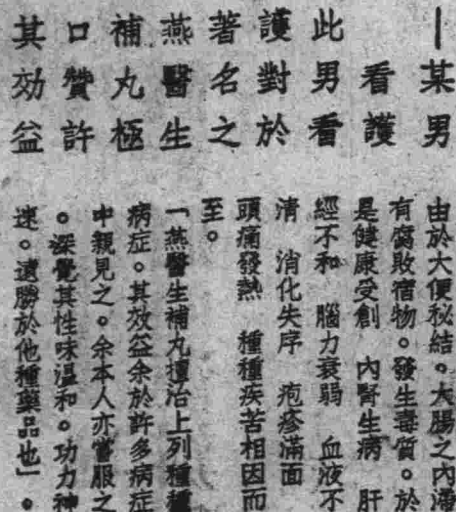 —某男
看護
此男看
護對於
著名之
燕醫生
補丸極
口贊許
其効益
由於大便祕結。大腸之內滯
有腐敗宿物。發生毒質。於
是健康受創 內腎生病 肝
經不和 腦力衰弱 血液不
清 消化失序 疱疹滿面
頭痛發熱 種種疾苦相因而
至。
「燕醫生補丸擅治上列種種
病症。其效益余於許多病症
中親見之。余本人亦嘗服之
。深覺其性味溫和。功力神
速。遠勝於他種藥品也」。